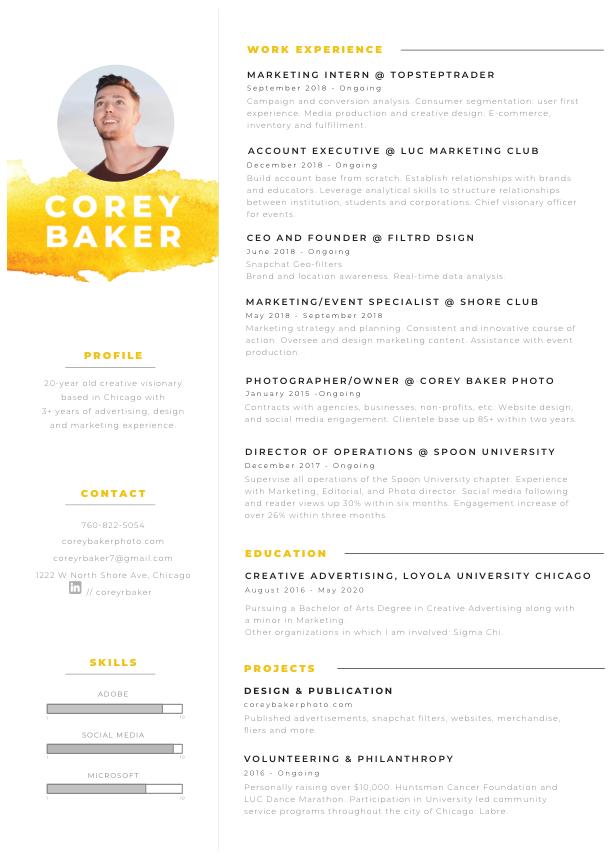 COREY
BAKER
PROFILE
20-year old creative visionary
based in Chicago with
3+ years of advertising, design
and marketing experience.
CONTACT
760-822-5054
coreybakerphoto.com
coreyrbaker7@gmail.com
1222 W North Shore Ave, Chicago
in // coreyrbaker
SKILLS
ADOBE
1 10
SOCIAL MEDIA
1 10
MICROSOFT
1 10
WORK EXPERIENCE
MARKETING INTERN @ TOPSTEPTRADER
September 2018 - Ongoing
Campaign and conversion analysis. Consumer segmentation: user first
experience. Media production and creative design. E-commerce,
inventory and fulfillment.
ACCOUNT EXECUTIVE @ LUC MARKETING CLUB
December 2018 - Ongoing
Build account base from scratch. Establish relationships with brands
and educators. Leverage analytical skills to structure relationships
between institution, students and corporations. Chief visionary officer
for events.
CEO AND FOUNDER @ FILTRD DSIGN
June 2018 - Ongoing
Snapchat Geo-filters
Brand and location awareness. Real-time data analysis.
MARKETING/EVENT SPECIALIST @ SHORE CLUB
May 2018 - September 2018
Marketing strategy and planning. Consistent and innovative course of
action. Oversee and design marketing content. Assistance with event
production.
PHOTOGRAPHER/OWNER @ COREY BAKER PHOTO
January 2015 -Ongoing
Contracts with agencies, businesses, non-profits, etc. Website design,
and social media engagement. Clientele base up 85+ within two years.
DIRECTOR OF OPERATIONS @ SPOON UNIVERSITY
December 2017 - Ongoing
Supervise all operations of the Spoon University chapter. Experience
with Marketing, Editorial, and Photo director. Social media following
and reader views up 30% within six months. Engagement increase of
over 26% within three months.
EDUCATION
CREATIVE ADVERTISING, LOYOLA UNIVERSITY CHICAGO
August 2016 - May 2020
Pursuing a Bachelor of Arts Degree in Creative Advertising along with
a minor in Marketing.
Other organizations in which I am involved: Sigma Chi.
PROJECTS
DESIGN & PUBLICATION
coreybakerphoto.com
Published advertisements, snapchat filters, websites, merchandise,
fliers and more.
VOLUNTEERING & PHILANTHROPY
2016 - Ongoing
Personally raising over $10,000: Huntsman Cancer Foundation and
LUC Dance Marathon. Participation in University led community
service programs throughout the city of Chicago: Labre.